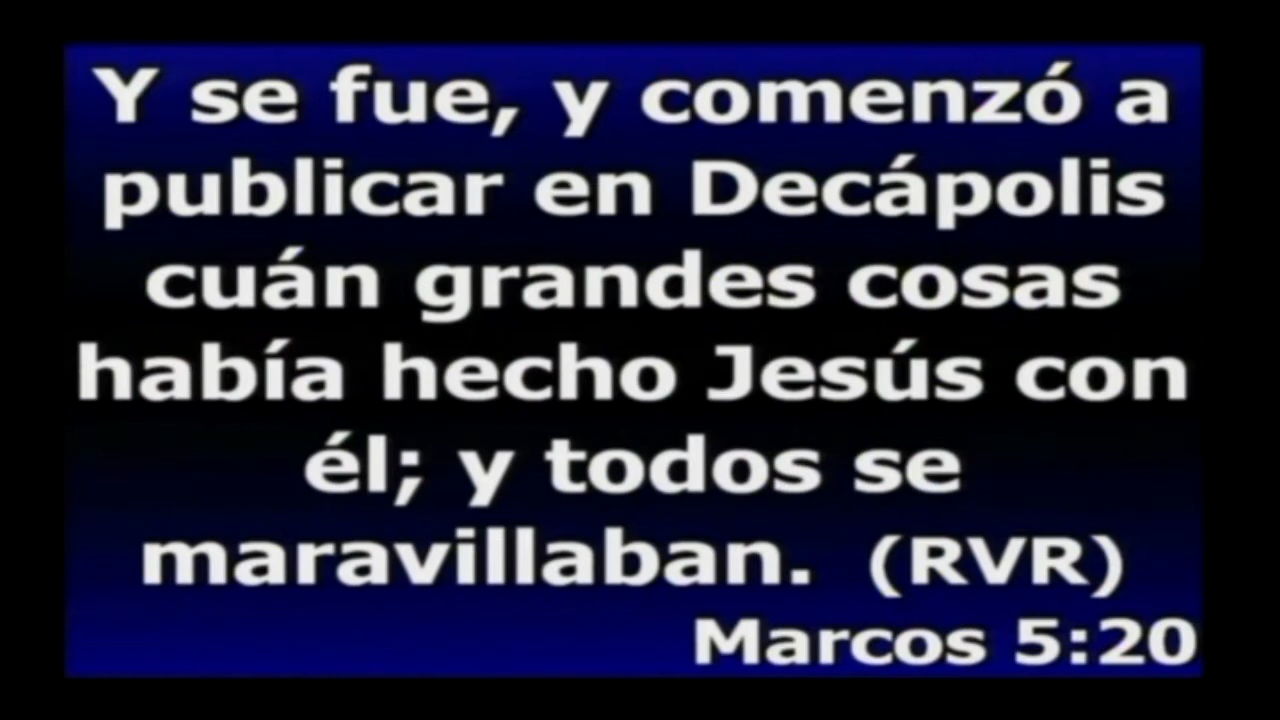 Y se fue, y comenzó a
publicar en Decápolis
cuán grandes cosas
había hecho Jesús con
él; y todos se
maravillaban.  (RVR)
Marcos 5:20